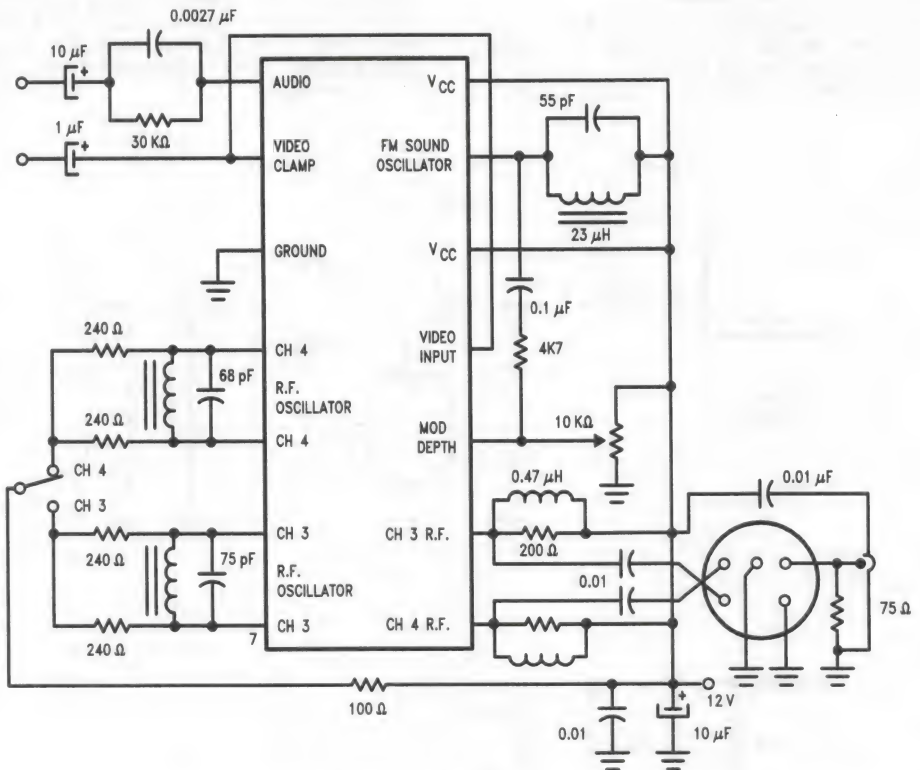 0.0027 µF
10 µF
+
AUDIO
30 KΩ
1 µF
+
VIDEO
CLAMP
GROUND
240 Ω
CH 4
68 pF
R.F.
OSCILLATOR
240 Ω
CH 4
CH 4
CH 3
CH 3
240 Ω
75 pF
R.F.
OSCILLATOR
7
CH 3
240 Ω
VCC
55 pF
FM SOUND
OSCILLATOR
23 µH
VCC
0.1 µF
VIDEO
INPUT
4K7
MOD
DEPTH
10 KΩ
0.47 µH
0.01 µF
CH 3 R.F.
200 Ω
0.01
CH 4 R.F.
75 Ω
100 Ω
12 V
+
0.01
10 µF